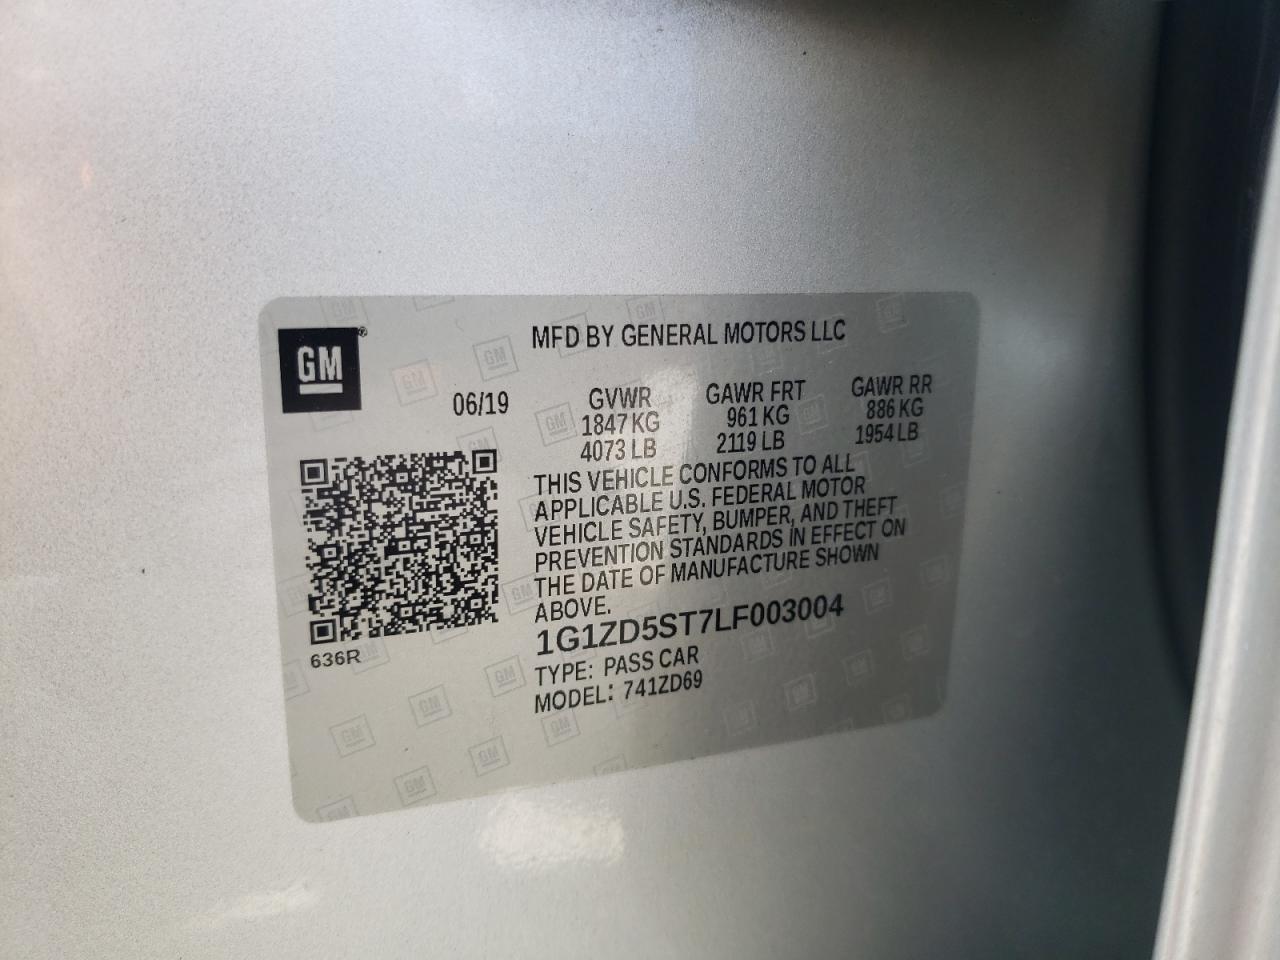 GM®
MFD BY GENERAL MOTORS LLC
06/19
GVWR GAWR FRT GAWR RR
1847 KG 961 KG 886 KG
4073 LB 2119 LB 1954 LB
THIS VEHICLE CONFORMS TO ALL
APPLICABLE U.S. FEDERAL MOTOR
VEHICLE SAFETY, BUMPER, AND THEFT
PREVENTION STANDARDS IN EFFECT ON
THE DATE OF MANUFACTURE SHOWN
ABOVE.
1G1ZD5ST7LF003004
TYPE: PASS CAR
MODEL: 741ZD69
636R